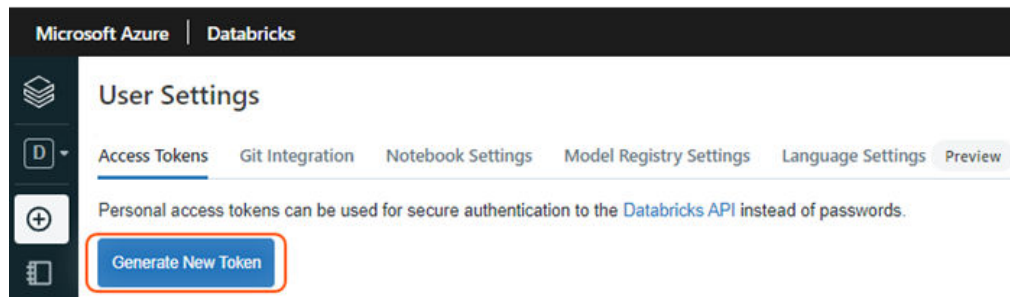 Microsoft Azure | Databricks
User Settings
D
Access Tokens Git Integration Notebook Settings Model Registry Settings Language Settings Preview
Personal access tokens can be used for secure authentication to the Databricks API instead of passwords.
Generate New Token